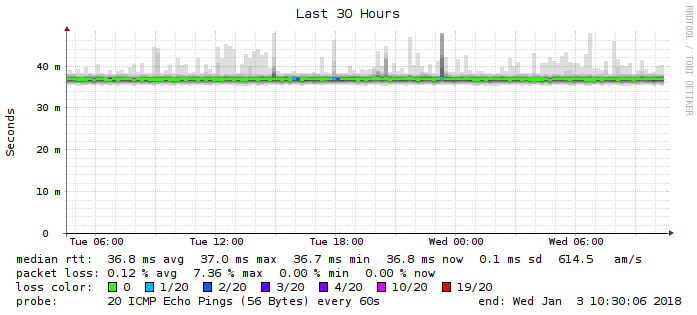 Last 30 Hours
RRDTOOL / TOBI OETIKER
Seconds
40 m
30 m
20 m
10 m
0
Tue 06:00 Tue 12:00 Tue 18:00 Wed 00:00 Wed 06:00
median rtt: 36.8 ms avg 37.0 ms max 36.7 ms min 36.8 ms now 0.1 ms sd 614.5 am/s
packet loss: 0.12 % avg 7.36 % max 0.00 % min 0.00 % now
loss color: 0 1/20 2/20 3/20 4/20 10/20 19/20
probe: 20 ICMP Echo Pings (56 Bytes) every 60s end: Wed Jan 3 10:30:06 2018